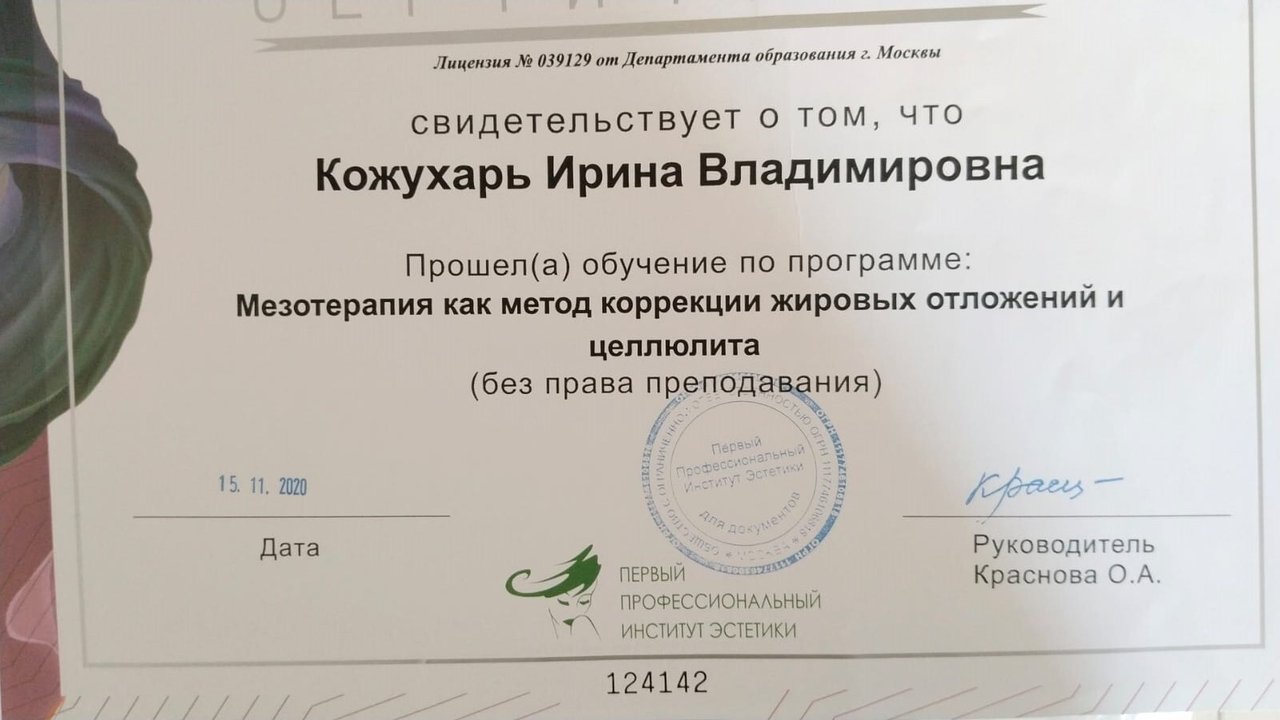 Лицензия № 039129 от Департамента образования г. Москвы
свидетельствует о том, что
Кожухарь Ирина Владимировна
Прошел(а) обучение по программе:
Мезотерапия как метод коррекции жировых отложений и
целлюлита
(без права преподавания)
Первый
Профессиональный
Институт Эстетики
для документов
15. 11. 2020
Дата
Руководитель
Краснова О.А.
ПЕРВЫЙ
ПРОФЕССИОНАЛЬНЫЙ
ИНСТИТУТ ЭСТЕТИКИ
124142